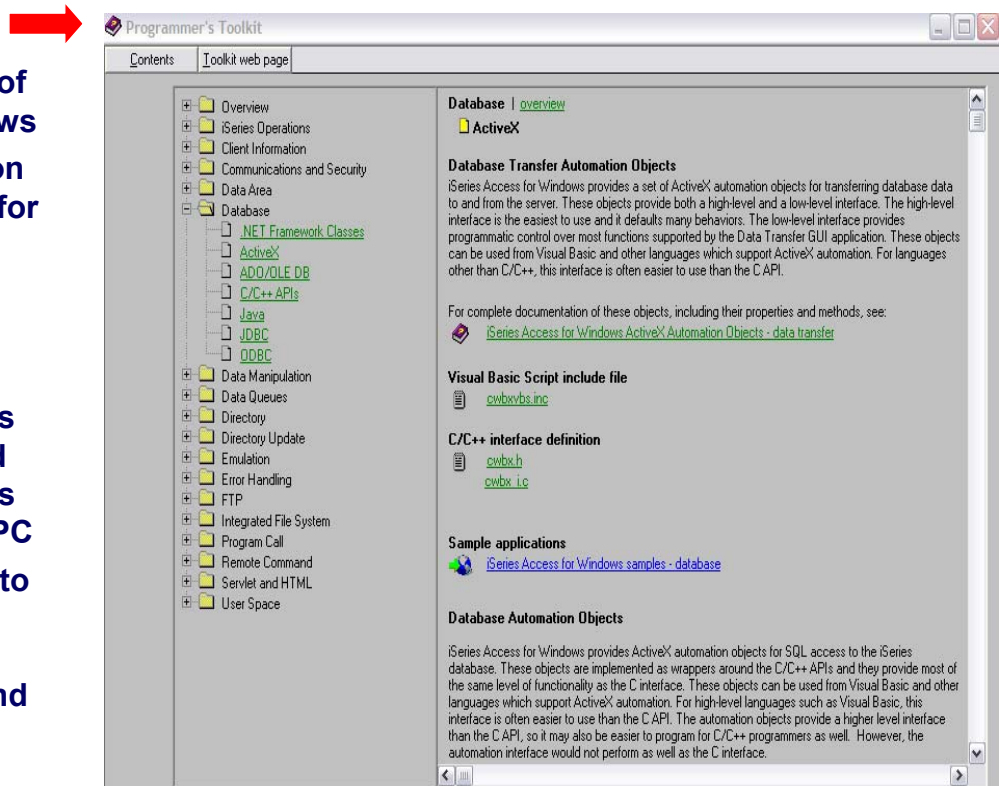 of
ws
on
for
s
d
s
PC
to
nd
Programmer's Toolkit
Contents
Toolkit web page
Overview
iSeries Operations
Client Information
Communications and Security
Data Area
Database
.NET Framework Classes
ActiveX
ADO/OLE DB
C/C++ APIs
Java
JDBC
ODBC
Data Manipulation
Data Queues
Directory
Directory Update
Emulation
Error Handling
FTP
Integrated File System
Program Call
Remote Command
Servlet and HTML
User Space
Database | overview
ActiveX
Database Transfer Automation Objects
iSeries Access for Windows provides a set of ActiveX automation objects for transferring database data
to and from the server. These objects provide both a high-level and a low-level interface. The high-level
interface is the easiest to use and it defaults many behaviors. The low-level interface provides
programmatic control over most functions supported by the Data Transfer GUI application. These objects
can be used from Visual Basic and other languages which support ActiveX automation. For languages
other than C/C++, this interface is often easier to use than the C API.
For complete documentation of these objects, including their properties and methods, see:
iSeries Access for Windows ActiveX Automation Objects - data transfer
Visual Basic Script include file
cwbxvbs.inc
C/C++ interface definition
cwbx.h
cwbx_i.c
Sample applications
iSeries Access for Windows samples - database
Database Automation Objects
iSeries Access for Windows provides ActiveX automation objects for SQL access to the iSeries
database. These objects are implemented as wrappers around the C/C++ APIs and they provide most of
the same level of functionality as the C interface. These objects can be used from Visual Basic and other
languages which support ActiveX automation. For high-level languages such as Visual Basic, this
interface is often easier to use than the C API. The automation objects provide a higher level interface
than the C API, so it may also be easier to program for C/C++ programmers as well. However, the
automation interface would not perform as well as the C interface.